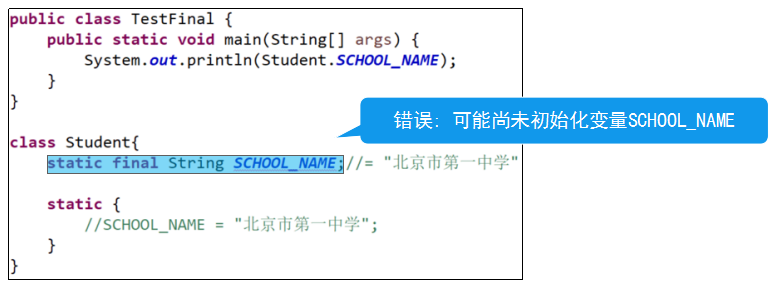 public class TestFinal {
public static void main(String[] args) {
System.out.println(Student.SCHOOL_NAME);
}
}
错误: 可能尚未初始化变量SCHOOL_NAME
class Student{
static final String SCHOOL_NAME;//= "北京市第一中学"
static {
//SCHOOL_NAME = "北京市第一中学";
}
}